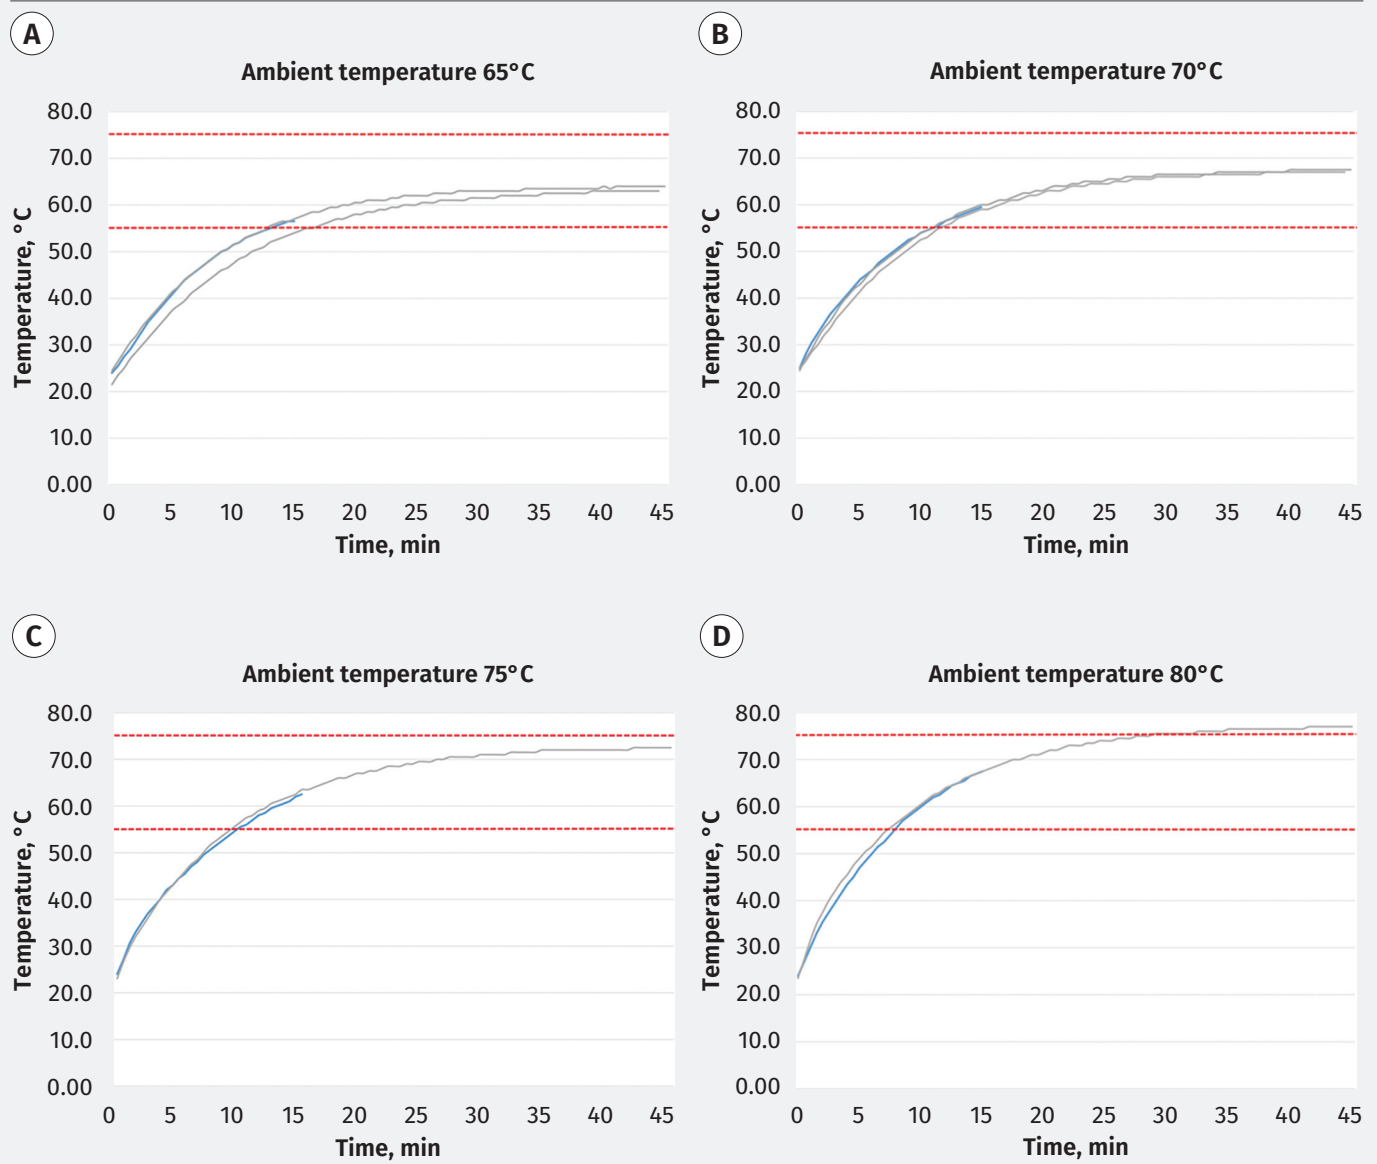 A
Ambient temperature 65°C
80.0
70.0
60.0
50.0
40.0
30.0
20.0
10.0
0.00
Temperature, °C
0 5 10 15 20 25 30 35 40 45
Time, min
B
Ambient temperature 70°C
80.0
70.0
60.0
50.0
40.0
30.0
20.0
10.0
0.00
Temperature, °C
0 5 10 15 20 25 30 35 40 45
Time, min
C
Ambient temperature 75°C
80.0
70.0
60.0
50.0
40.0
30.0
20.0
10.0
0.00
Temperature, °C
0 5 10 15 20 25 30 35 40 45
Time, min
D
Ambient temperature 80°C
80.0
70.0
60.0
50.0
40.0
30.0
20.0
10.0
0.00
Temperature, °C
0 5 10 15 20 25 30 35 40 45
Time, min